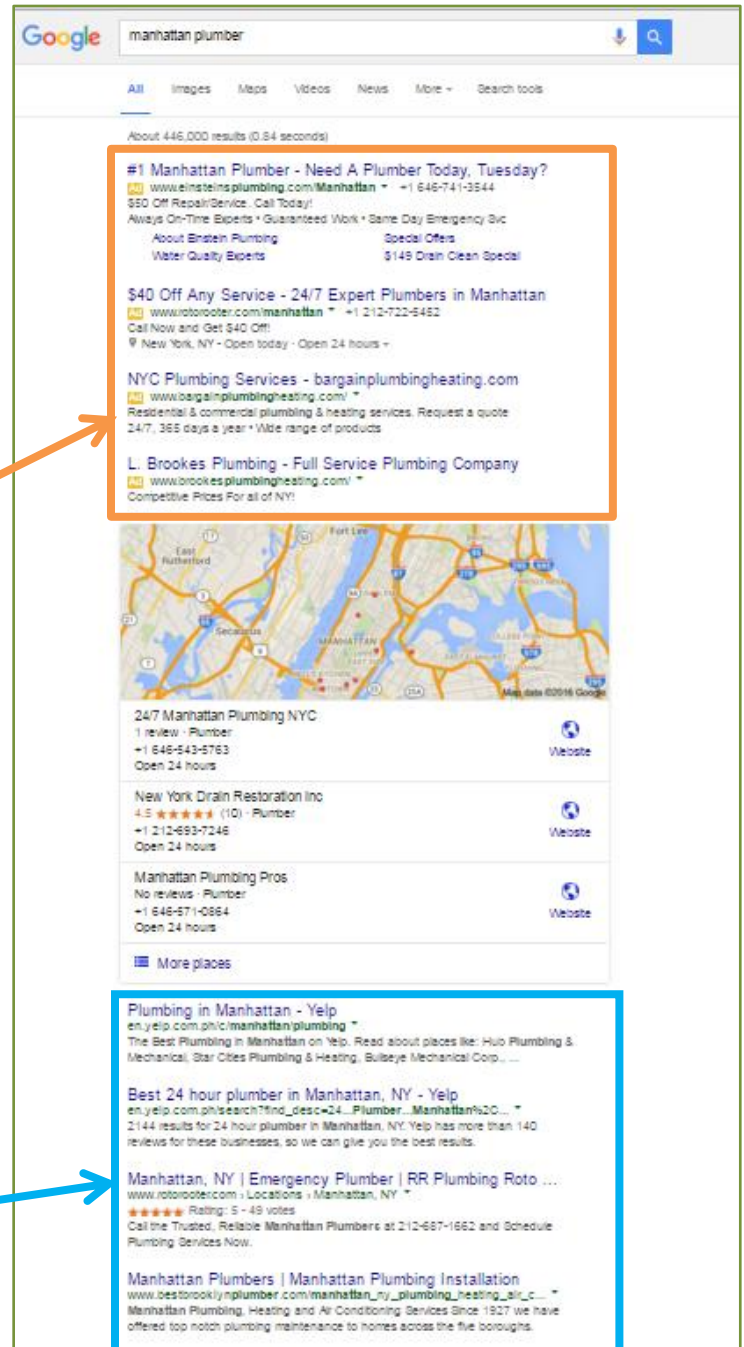 Google manhattan plumber
All Images Maps Videos News More Search tools
About 446,000 results (0.84 seconds)
#1 Manhattan Plumber - Need A Plumber Today, Tuesday?
Ad www.einsteinsplumbing.com/Manhattan +1 646-741-3544
$50 Off Repair/Service. Call Today!
Always On-Time Experts • Guaranteed Work • Same Day Emergency Svc
About Einstein Plumbing Special Offers
Water Quality Experts $149 Drain Clean Special
$40 Off Any Service - 24/7 Expert Plumbers in Manhattan
Ad www.rotorooter.com/manhattan +1 212-722-5452
Call Now and Get $40 Off!
New York, NY - Open today · Open 24 hours
NYC Plumbing Services - bargainplumbingheating.com
Ad www.bargainplumbingheating.com/
Residential & commercial plumbing & heating services. Request a quote
24/7, 365 days a year • Wide range of products
L. Brookes Plumbing - Full Service Plumbing Company
Ad www.brookesplumbingheating.com/
Competitive Prices For all of NY!
Fort Lee
East
Rutherford
Secaucus
MANHATTAN
Map data ©2016 Google
24/7 Manhattan Plumbing NYC
1 review · Plumber
+1 646-543-5763
Open 24 hours
Website
New York Drain Restoration Inc
4.5 ★★★★★ (10) · Plumber
+1 212-693-7246
Open 24 hours
Website
Manhattan Plumbing Pros
No reviews · Plumber
+1 646-571-0864
Open 24 hours
Website
More places
Plumbing in Manhattan - Yelp
en.yelp.com.ph/c/manhattan/plumbing
The Best Plumbing in Manhattan on Yelp. Read about places like: Hub Plumbing &
Mechanical, Star Cities Plumbing & Heating, Bullseye Mechanical Corp., ...
Best 24 hour plumber in Manhattan, NY - Yelp
en.yelp.com.ph/search?find_desc=24...Plumber...Manhattan%2C...
2144 results for 24 hour plumber in Manhattan, NY. Yelp has more than 140
reviews for these businesses, so we can give you the best results.
Manhattan, NY | Emergency Plumber | RR Plumbing Roto ...
www.rotorooter.com › Locations › Manhattan, NY
★★★★★ Rating: 5 - 49 votes
Call the Trusted, Reliable Manhattan Plumbers at 212-687-1662 and Schedule
Plumbing Services Now.
Manhattan Plumbers | Manhattan Plumbing Installation
www.bestbrooklynplumber.com/manhattan_ny_plumbing_heating_air_c...
Manhattan Plumbing, Heating and Air Conditioning Services Since 1927 we have
offered top notch plumbing maintenance to homes across the five boroughs.